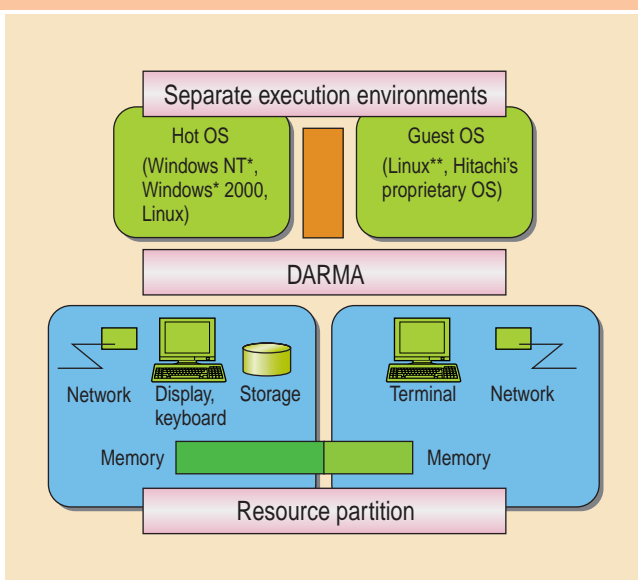 Separate execution environments
Hot OS
(Windows NT*,
Windows* 2000,
Linux)
Guest OS
(Linux**, Hitachi's
proprietary OS)
DARMA
Network
Display,
keyboard
Storage
Terminal
Network
Memory
Memory
Resource partition